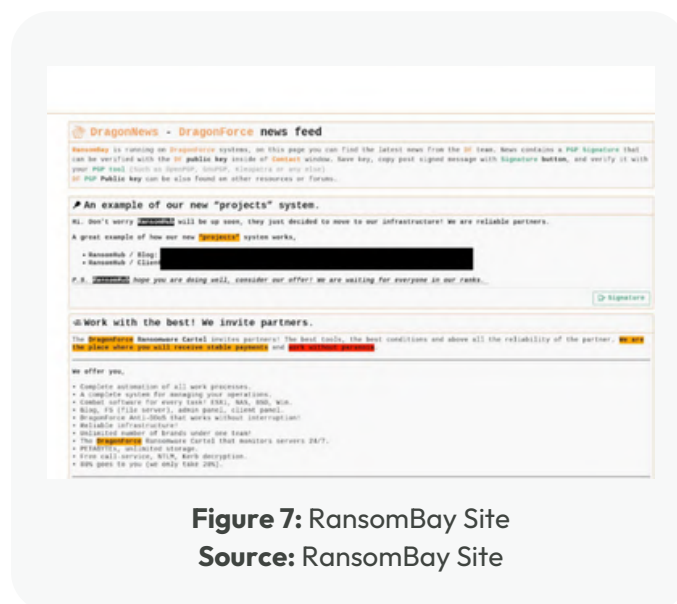 DragonNews - DragonForce news feed
RansomBay is running on DragonForce systems, on this page you can find the latest news from the DF team. News contains a PGP Signature that
can be verified with the DF public key inside of Contact window. Save key, copy post signed message with Signature button, and verify it with
your PGP tool (Such as OpenPGP, GnuPGP, Kleopatra or any else)
DF PGP Public key can be also found on other resources or forums.
An example of our new "projects" system.
Hi. Don't worry RansomHub will be up soon, they just decided to move to our infrastructure! We are reliable partners.
A great example of how our new "projects" system works,
• RansomHub / Blog:
• RansomHub / Client
P.S. RansomHub hope you are doing well, consider our offer! We are waiting for everyone in our ranks.
Signature
Work with the best! We invite partners.
The DragonForce Ransomware Cartel invites partners! The best tools, the best conditions and above all the reliability of the partner. We are
the place where you will receive stable payments and work without
We offer you,
• Complete automation of all work processes.
• A complete system for managing your operations.
• Combat software for every task! ESXi, NAS, BSD, Win.
• Blog, FS (file server), admin panel, client panel.
• DragonForce Anti-DDoS that works without interruption!
• Reliable infrastructure!
• Unlimited number of brands under one team!
• The DragonForce Ransomware Cartel that monitors servers 24/7.
• PETABYTES, unlimited storage.
• Free call-service, NTLM, Kerb decryption.
• 80% goes to you (we only take 20%).
Figure 7: RansomBay Site
Source: RansomBay Site